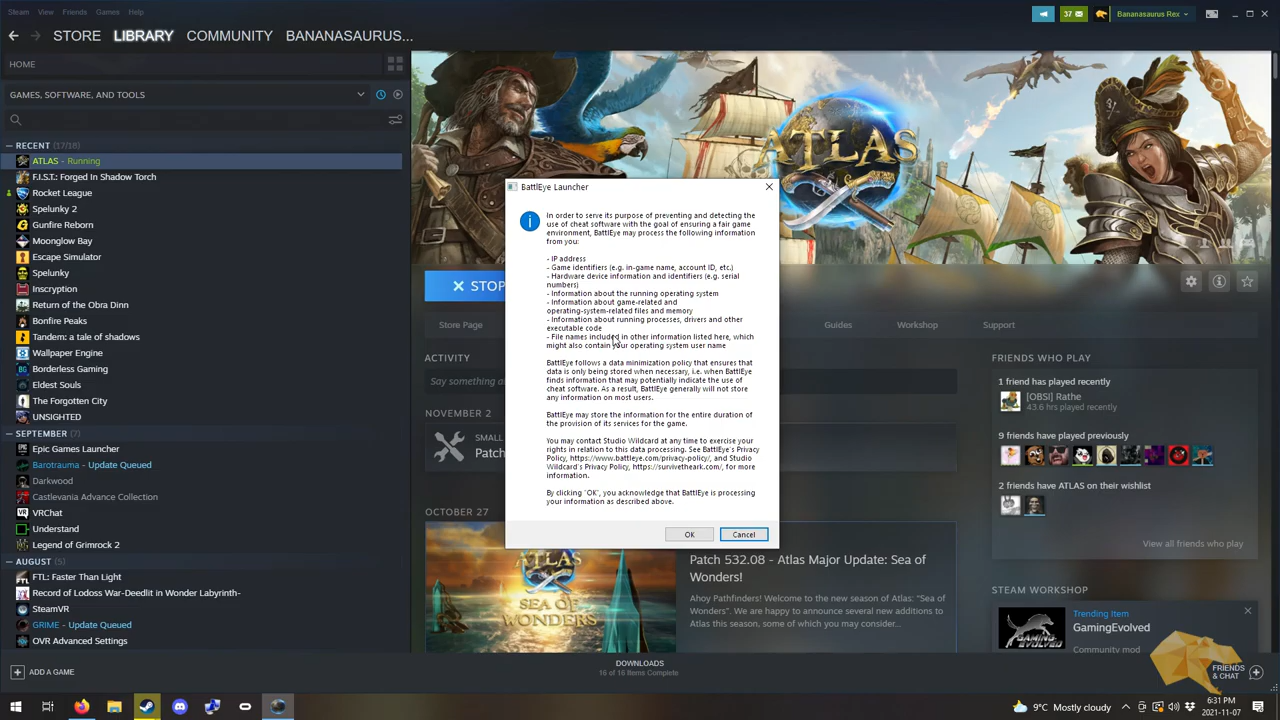 Steam View Friends Games Help
37 Bananasaurus Rex
STORE LIBRARY COMMUNITY BANANASAURUS...
HOME
GAMES, SOFTWARE, AND TOOLS
RECENT (17/16)
ATLAS - Running
F.I.S.T.: Forged In Shadow Torch
Rocket League
Spelunky 2
Gunfire Reborn
Moonglow Bay
Escape Simulator
Spelunky
Inscryption
Return of the Obra Dinn
Bonfire Peaks
Tandem: a tale of shadows
Wallpaper Engine
Baldies Gaming
Eldest Souls
The Forgotten City
UNSIGHTED
SEPTEMBER (7)
Epic Games Launcher
Barotrauma - Update Queued
Darkwood
Castlevania Advance Collection
VRChat
Understand
Legend of Grimrock 2
AUGUST (5)
FTL: Faster Than Light
Record of Lodoss War-Deedlit in Wonder Labyrinth-
SteamVR
GRIME - Update Queued
OVR Advanced Settings
ADD A GAME
ATLAS
BattlEye Launcher
In order to serve its purpose of preventing and detecting the
use of cheat software with the goal of ensuring a fair game
environment, BattlEye may process the following information
from you:
- IP address
- Game identifiers (e.g. in-game name, account ID, etc.)
- Hardware device information and identifiers (e.g. serial
numbers)
- Information about the running operating system
- Information about game-related and
operating-system-related files and memory
- Information about running processes, drivers and other
executable code
- File names included in other information listed here, which
might also contain your operating system user name
BattlEye follows a data minimization policy that ensures that
data is only being stored when necessary, i.e. when BattlEye
finds information that may potentially indicate the use of
cheat software. As a result, BattlEye generally will not store
any information on most users.
BattlEye may store the information for the entire duration of
the provision of its services for the game.
You may contact Studio Wildcard at any time to exercise your
rights in relation to this data processing. See BattlEye's Privacy
Policy, https://www.battleye.com/privacy-policy/, and Studio
Wildcard's Privacy Policy, https://survivetheark.com/, for more
information.
By clicking "OK", you acknowledge that BattlEye is processing
your information as described above.
OK Cancel
STOP
Store Page Guides Workshop Support
ACTIVITY
Say something a
NOVEMBER 2
SMALL
Patch
OCTOBER 27
ATLAS
SEA OF
WONDERS
Patch 532.08 - Atlas Major Update: Sea of
Wonders!
Ahoy Pathfinders! Welcome to the new season of Atlas: "Sea of
Wonders". We are happy to announce several new additions to
Atlas this season, some of which you may consider...
FRIENDS WHO PLAY
1 friend has played recently
[OBSI] Rathe
43.6 hrs played recently
9 friends have played previously
2 friends have ATLAS on their wishlist
View all friends who play
STEAM WORKSHOP
Trending Item
GamingEvolved
Community mod
GAMING
EVOLVED
DOWNLOADS
16 of 16 Items Complete
FRIENDS
& CHAT
9°C Mostly cloudy
6:31 PM
2021-11-07